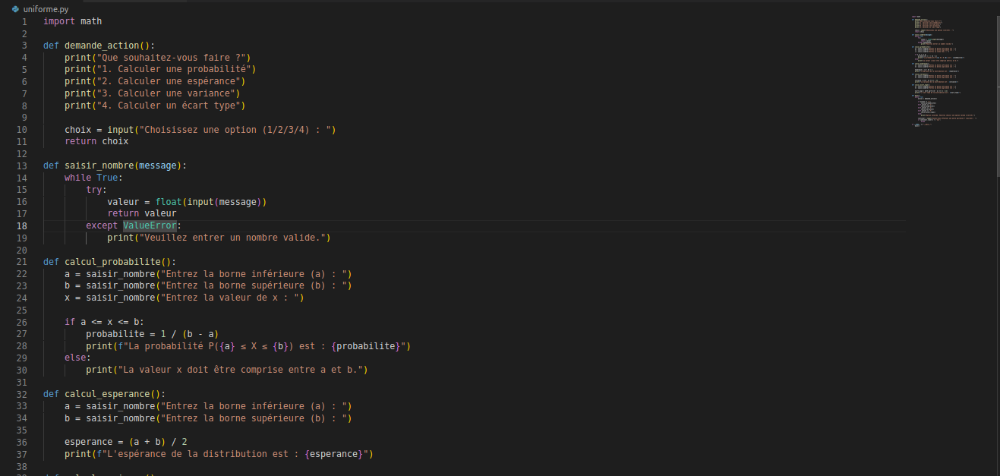 uniforme.py
1 import math
2
3 def demande_action():
4     print("Que souhaitez-vous faire ?")
5     print("1. Calculer une probabilité")
6     print("2. Calculer une espérance")
7     print("3. Calculer une variance")
8     print("4. Calculer un écart type")
9
10     choix = input("Choisissez une option (1/2/3/4) : ")
11     return choix
12
13 def saisir_nombre(message):
14     while True:
15         try:
16             valeur = float(input(message))
17             return valeur
18         except ValueError:
19             print("Veuillez entrer un nombre valide.")
20
21 def calcul_probabilite():
22     a = saisir_nombre("Entrez la borne inférieure (a) : ")
23     b = saisir_nombre("Entrez la borne supérieure (b) : ")
24     x = saisir_nombre("Entrez la valeur de x : ")
25
26     if a <= x <= b:
27         probabilite = 1 / (b - a)
28         print(f"La probabilité P({a} ≤ X ≤ {b}) est : {probabilite}")
29     else:
30         print("La valeur x doit être comprise entre a et b.")
31
32 def calcul_esperance():
33     a = saisir_nombre("Entrez la borne inférieure (a) : ")
34     b = saisir_nombre("Entrez la borne supérieure (b) : ")
35
36     esperance = (a + b) / 2
37     print(f"L'espérance de la distribution est : {esperance}")
38